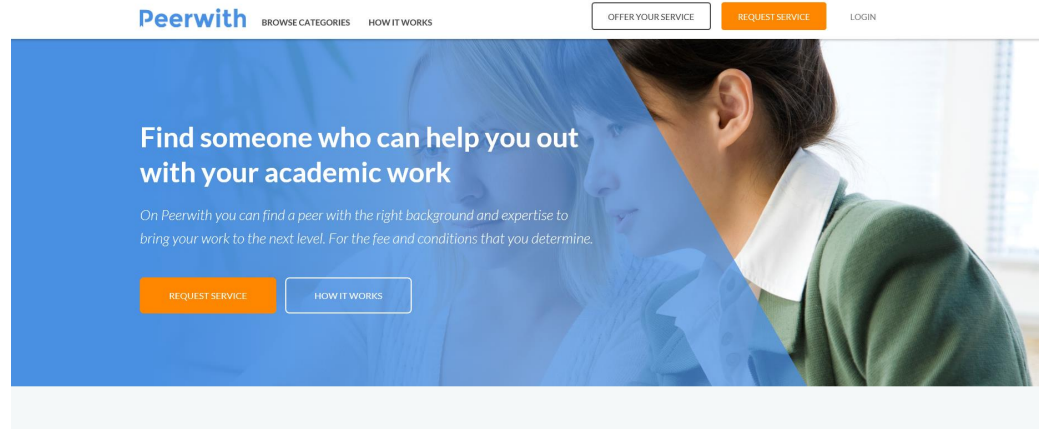 Peerwith BROWSE CATEGORIES HOW IT WORKS OFFER YOUR SERVICE REQUEST SERVICE LOGIN
Find someone who can help you out
with your academic work
On Peerwith you can find a peer with the right background and expertise to
bring your work to the next level. For the fee and conditions that you determine.
REQUEST SERVICE HOW IT WORKS